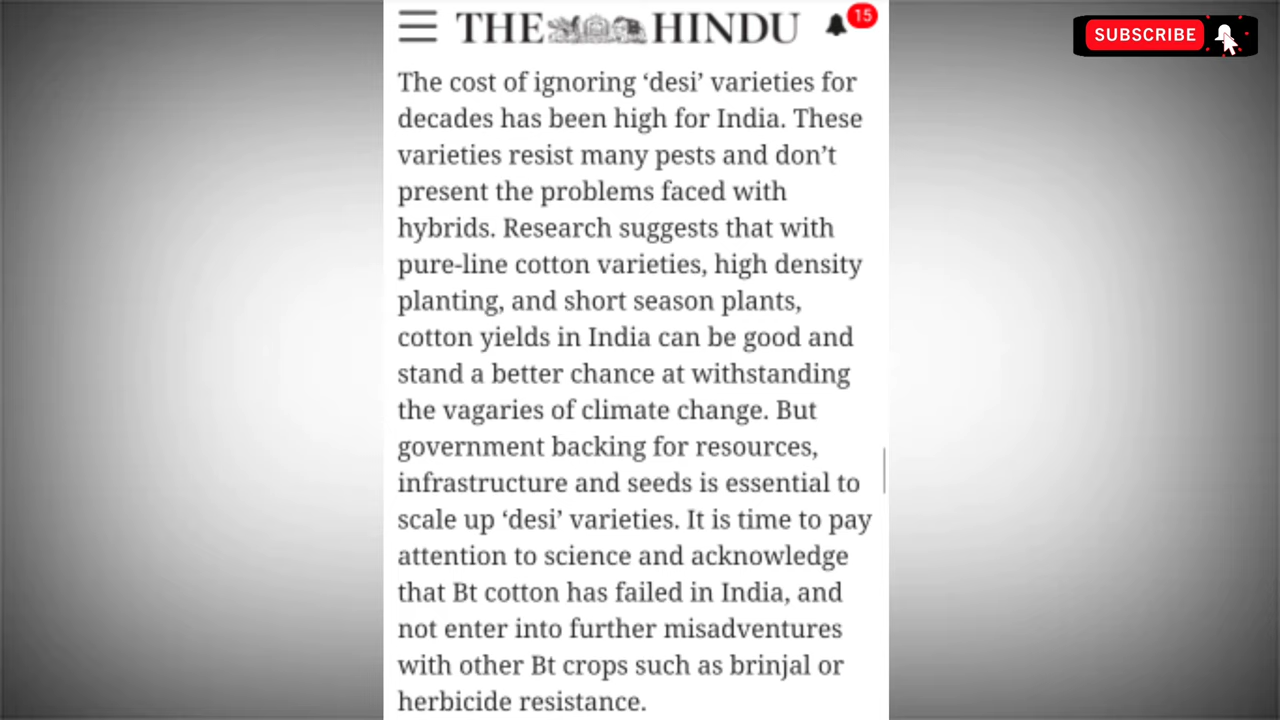 THE HINDU
15
SUBSCRIBE
The cost of ignoring ‘desi’ varieties for
decades has been high for India. These
varieties resist many pests and don’t
present the problems faced with
hybrids. Research suggests that with
pure-line cotton varieties, high density
planting, and short season plants,
cotton yields in India can be good and
stand a better chance at withstanding
the vagaries of climate change. But
government backing for resources,
infrastructure and seeds is essential to
scale up ‘desi’ varieties. It is time to pay
attention to science and acknowledge
that Bt cotton has failed in India, and
not enter into further misadventures
with other Bt crops such as brinjal or
herbicide resistance.